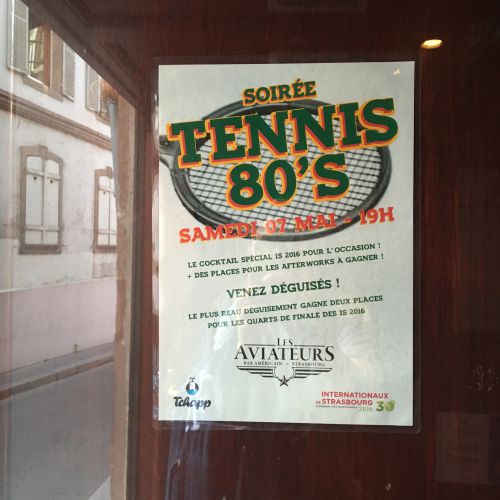 SOIRÉE
TENNIS
80'S
SAMEDI 07 MAI - 19H
LE COCKTAIL SPÉCIAL IS 2016 POUR L'OCCASION !
+ DES PLACES POUR LES AFTERWORKS À GAGNER !
VENEZ DÉGUISÉS !
LE PLUS BEAU DÉGUISEMENT GAGNE DEUX PLACES
POUR LES QUARTS DE FINALE DES IS 2016
LES
AVIATEURS
BAR AMÉRICAIN - STRASBOURG
Tchapp
INTERNATIONAUX
DE STRASBOURG
2016 30